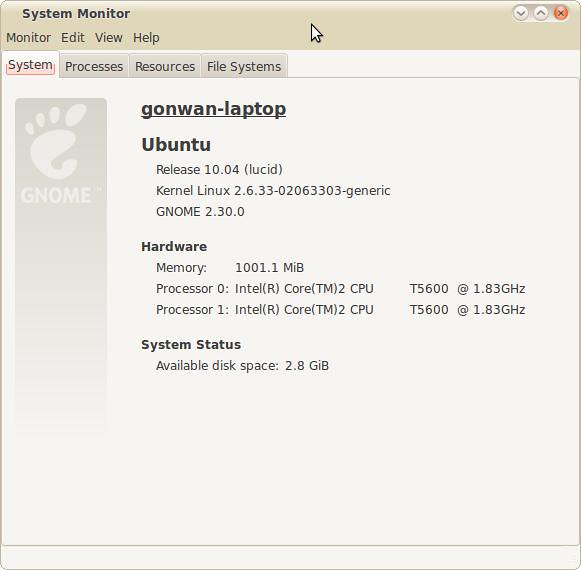 System Monitor
Monitor Edit View Help
System Processes Resources File Systems
GNOME™
gonwan-laptop
Ubuntu
Release 10.04 (lucid)
Kernel Linux 2.6.33-02063303-generic
GNOME 2.30.0
Hardware
Memory: 1001.1 MiB
Processor 0: Intel(R) Core(TM)2 CPU T5600 @ 1.83GHz
Processor 1: Intel(R) Core(TM)2 CPU T5600 @ 1.83GHz
System Status
Available disk space: 2.8 GiB